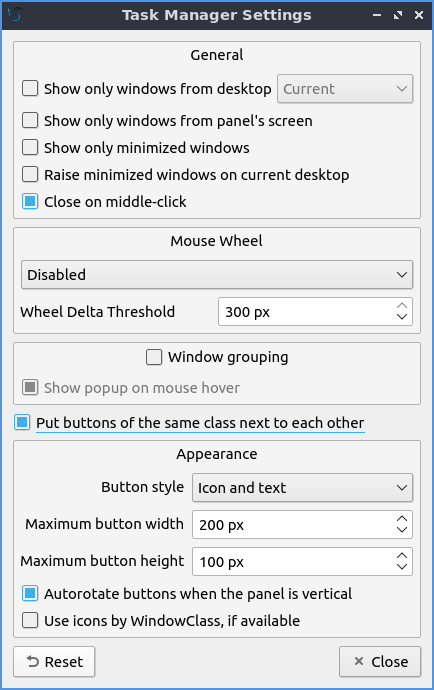 Task Manager Settings
General
Show only windows from desktop Current
Show only windows from panel's screen
Show only minimized windows
Raise minimized windows on current desktop
Close on middle-click
Mouse Wheel
Disabled
Wheel Delta Threshold 300 px
Window grouping
Show popup on mouse hover
Put buttons of the same class next to each other
Appearance
Button style Icon and text
Maximum button width 200 px
Maximum button height 100 px
Autorotate buttons when the panel is vertical
Use icons by WindowClass, if available
Reset Close